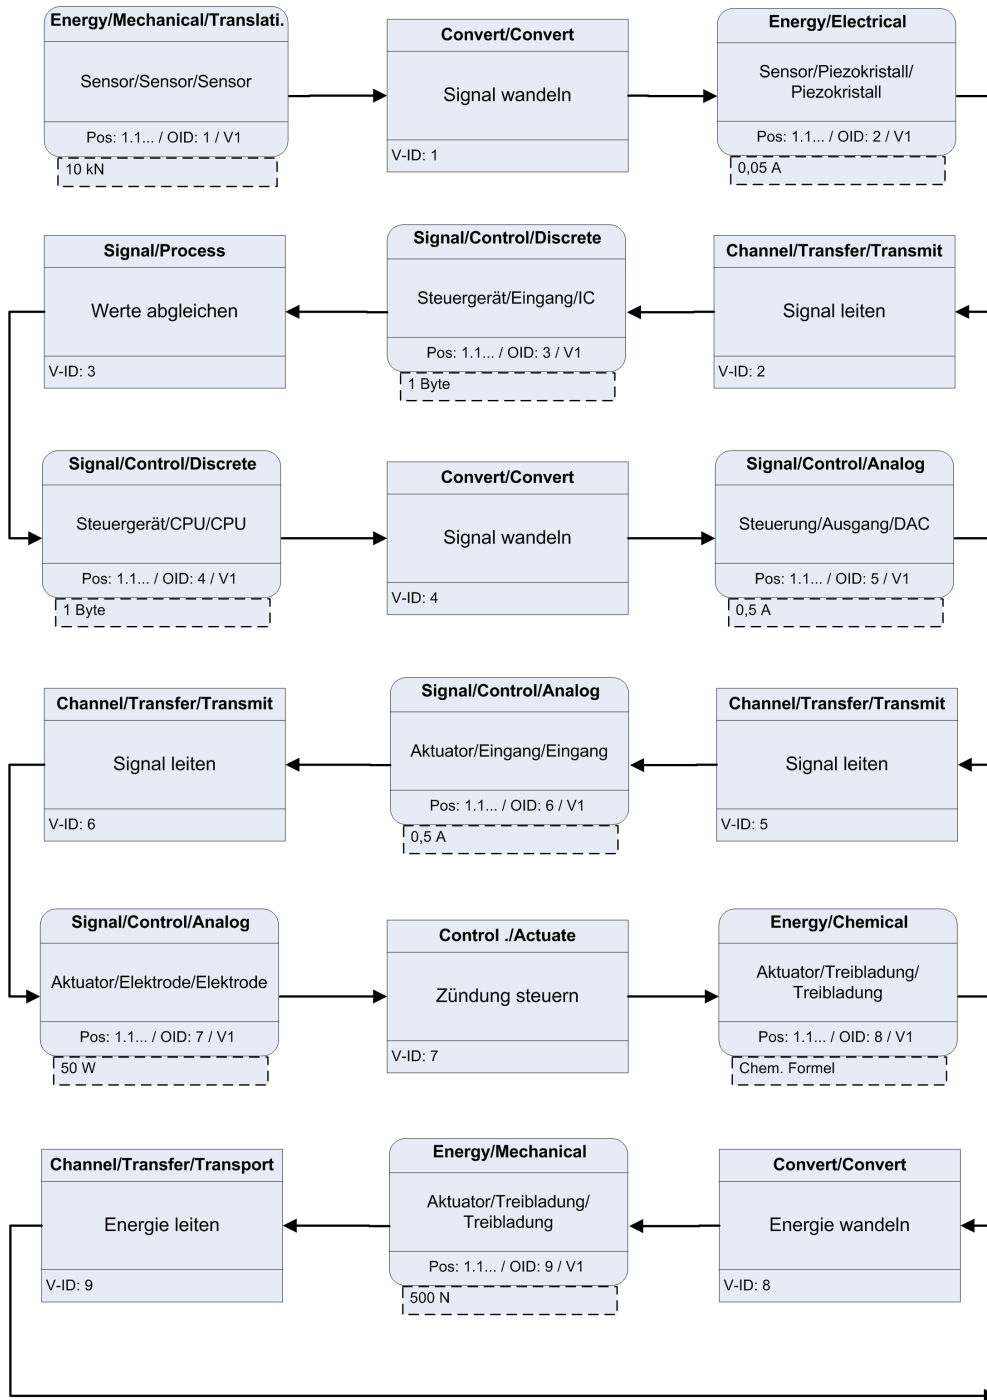 Energy/Mechanical/Translati.
Sensor/Sensor/Sensor
Pos: 1.1... / OID: 1 / V1
10 kN
Convert/Convert
Signal wandeln
V-ID: 1
Energy/Electrical
Sensor/Piezokristall/
Piezokristall
Pos: 1.1... / OID: 2 / V1
0,05 A
Signal/Process
Werte abgleichen
V-ID: 3
Signal/Control/Discrete
Steuergerät/Eingang/IC
Pos: 1.1... / OID: 3 / V1
1 Byte
Channel/Transfer/Transmit
Signal leiten
V-ID: 2
Signal/Control/Discrete
Steuergerät/CPU/CPU
Pos: 1.1... / OID: 4 / V1
1 Byte
Convert/Convert
Signal wandeln
V-ID: 4
Signal/Control/Analog
Steuerung/Ausgang/DAC
Pos: 1.1... / OID: 5 / V1
0,5 A
Channel/Transfer/Transmit
Signal leiten
V-ID: 6
Signal/Control/Analog
Aktuator/Eingang/Eingang
Pos: 1.1... / OID: 6 / V1
0,5 A
Channel/Transfer/Transmit
Signal leiten
V-ID: 5
Signal/Control/Analog
Aktuator/Elektrode/Elektrode
Pos: 1.1... / OID: 7 / V1
50 W
Control ./Actuate
Zündung steuern
V-ID: 7
Energy/Chemical
Aktuator/Treibladung/
Treibladung
Pos: 1.1... / OID: 8 / V1
Chem. Formel
Channel/Transfer/Transport
Energie leiten
V-ID: 9
Energy/Mechanical
Aktuator/Treibladung/
Treibladung
Pos: 1.1... / OID: 9 / V1
500 N
Convert/Convert
Energie wandeln
V-ID: 8